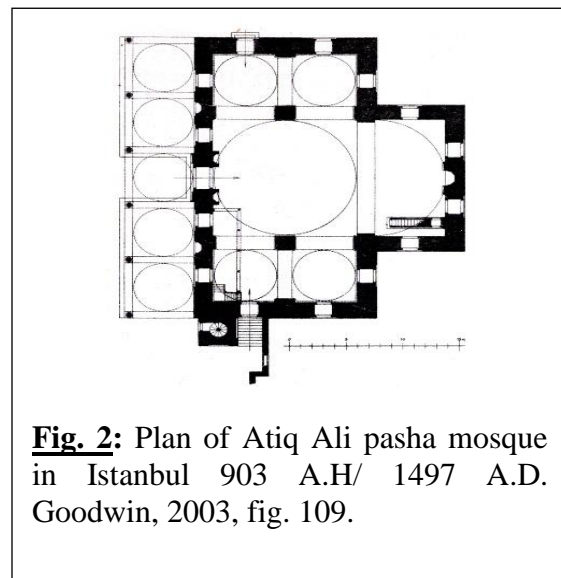 Fig. 2: Plan of Atiq Ali pasha mosque
in Istanbul 903 A.H/ 1497 A.D.
Goodwin, 2003, fig. 109.